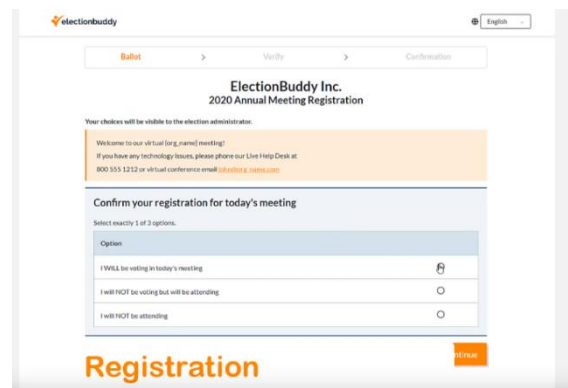 electionbuddy
English
Ballot > Verify > Confirmation
ElectionBuddy Inc.
2020 Annual Meeting Registration
Your choices will be visible to the election administrator.
Welcome to our virtual [org_name] meeting!
If you have any technology issues, please phone our Live Help Desk at
800 555 1212 or virtual conference email
Confirm your registration for today's meeting
Select exactly 1 of 3 options.
Option
I WILL be voting in today's meeting
I will NOT be voting but will be attending
I will NOT be attending
ntinue
Registration